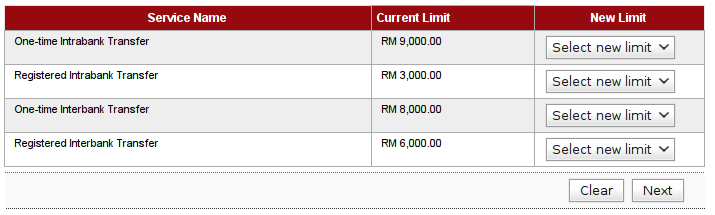 Service Name Current Limit New Limit
One-time Intrabank Transfer RM 9,000.00 Select new limit
Registered Intrabank Transfer RM 3,000.00 Select new limit
One-time Interbank Transfer RM 8,000.00 Select new limit
Registered Interbank Transfer RM 6,000.00 Select new limit
Clear Next